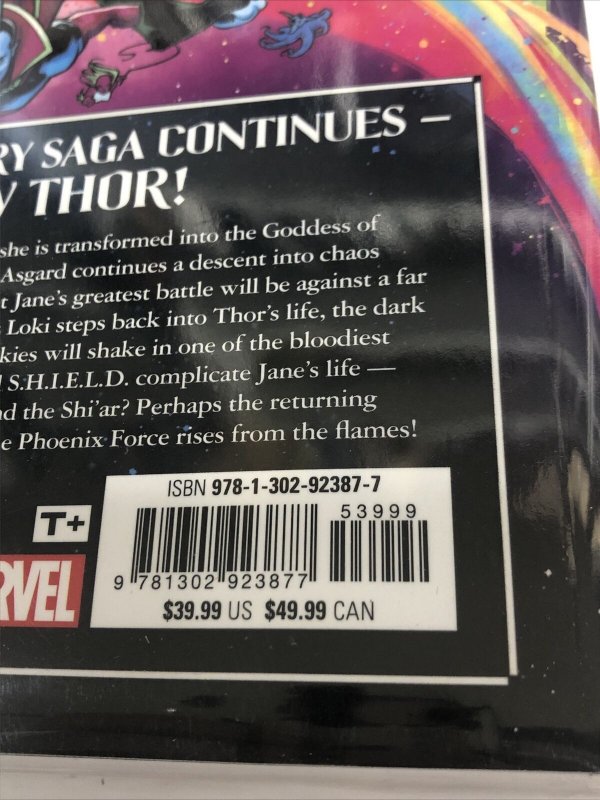 RY SAGA CONTINUES —
THOR!
she is transformed into the Goddess of
Asgard continues a descent into chaos
t Jane's greatest battle will be against a far
Loki steps back into Thor's life, the dark
kies will shake in one of the bloodiest
S.H.I.E.L.D. complicate Jane's life —
d the Shi'ar? Perhaps the returning
e Phoenix Force rises from the flames!
ISBN 978-1-302-92387-7
53999
T+
9 781302 923877
RVEL
$39.99 US $49.99 CAN